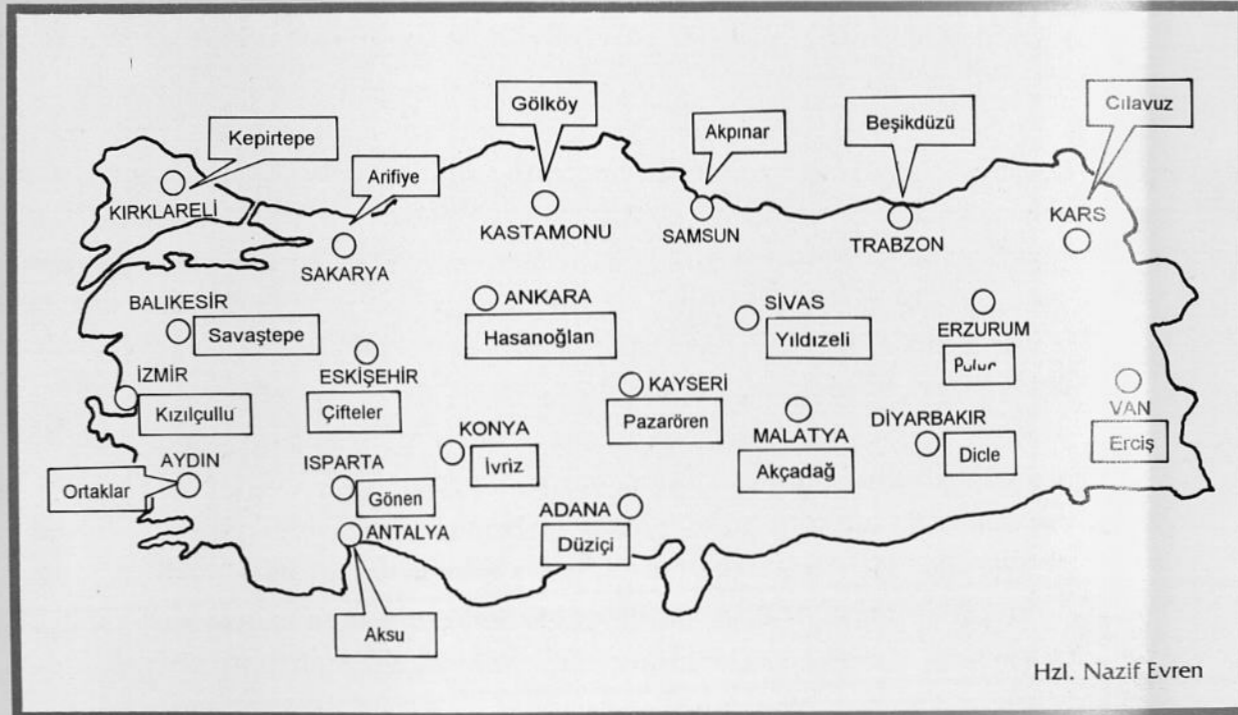 Kepirtepe
Gölköy
Akpınar
Beşikdüzü
Cılavuz
Arifiye
KIRKLARELİ
SAKARYA
KASTAMONU
SAMSUN
TRABZON
KARS
BALIKESİR
Savaştepe
ANKARA
Hasanoğlan
SİVAS
Yıldızeli
ERZURUM
Pulur
İZMİR
Kızılçullu
ESKİŞEHİR
Çifteler
KAYSERİ
Pazarören
MALATYA
Akçadağ
DİYARBAKIR
Dicle
VAN
Erciş
AYDIN
Ortaklar
ISPARTA
Gönen
KONYA
İvriz
ANTALYA
Aksu
ADANA
Düziçi
Hzl. Nazif Evren